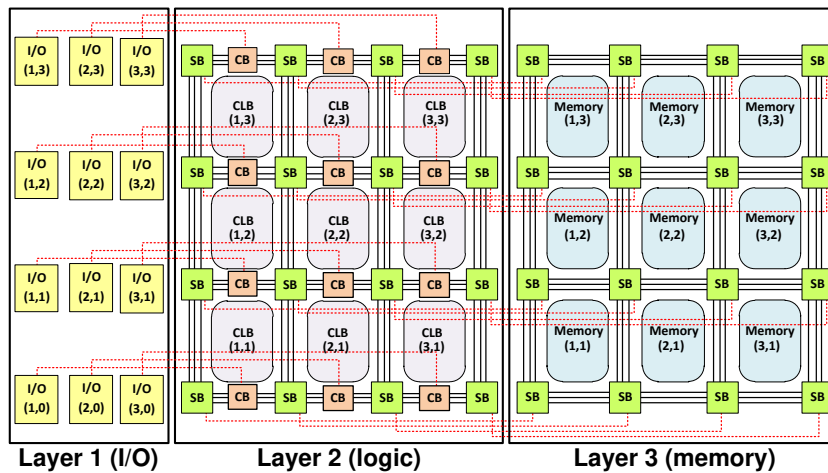 I/O I/O I/O
(1,3) (2,3) (3,3)
I/O I/O I/O
(1,2) (2,2) (3,2)
I/O I/O I/O
(1,1) (2,1) (3,1)
I/O I/O I/O
(1,0) (2,0) (3,0)
Layer 1 (I/O)
SB CB SB CB SB CB SB
CLB CLB CLB
(1,3) (2,3) (3,3)
SB CB SB CB SB CB SB
CLB CLB CLB
(1,2) (2,2) (3,2)
SB CB SB CB SB CB SB
CLB CLB CLB
(1,1) (2,1) (3,1)
SB CB SB CB SB CB SB
Layer 2 (logic)
SB SB SB SB
Memory Memory Memory
(1,3) (2,3) (3,3)
SB SB SB SB
Memory Memory Memory
(1,2) (2,2) (3,2)
SB SB SB SB
Memory Memory Memory
(1,1) (2,1) (3,1)
SB SB SB SB
Layer 3 (memory)